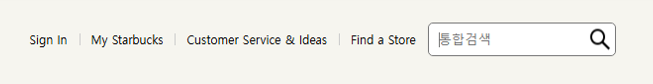 Sign In | My Starbucks | Customer Service & Ideas | Find a Store 통합검색